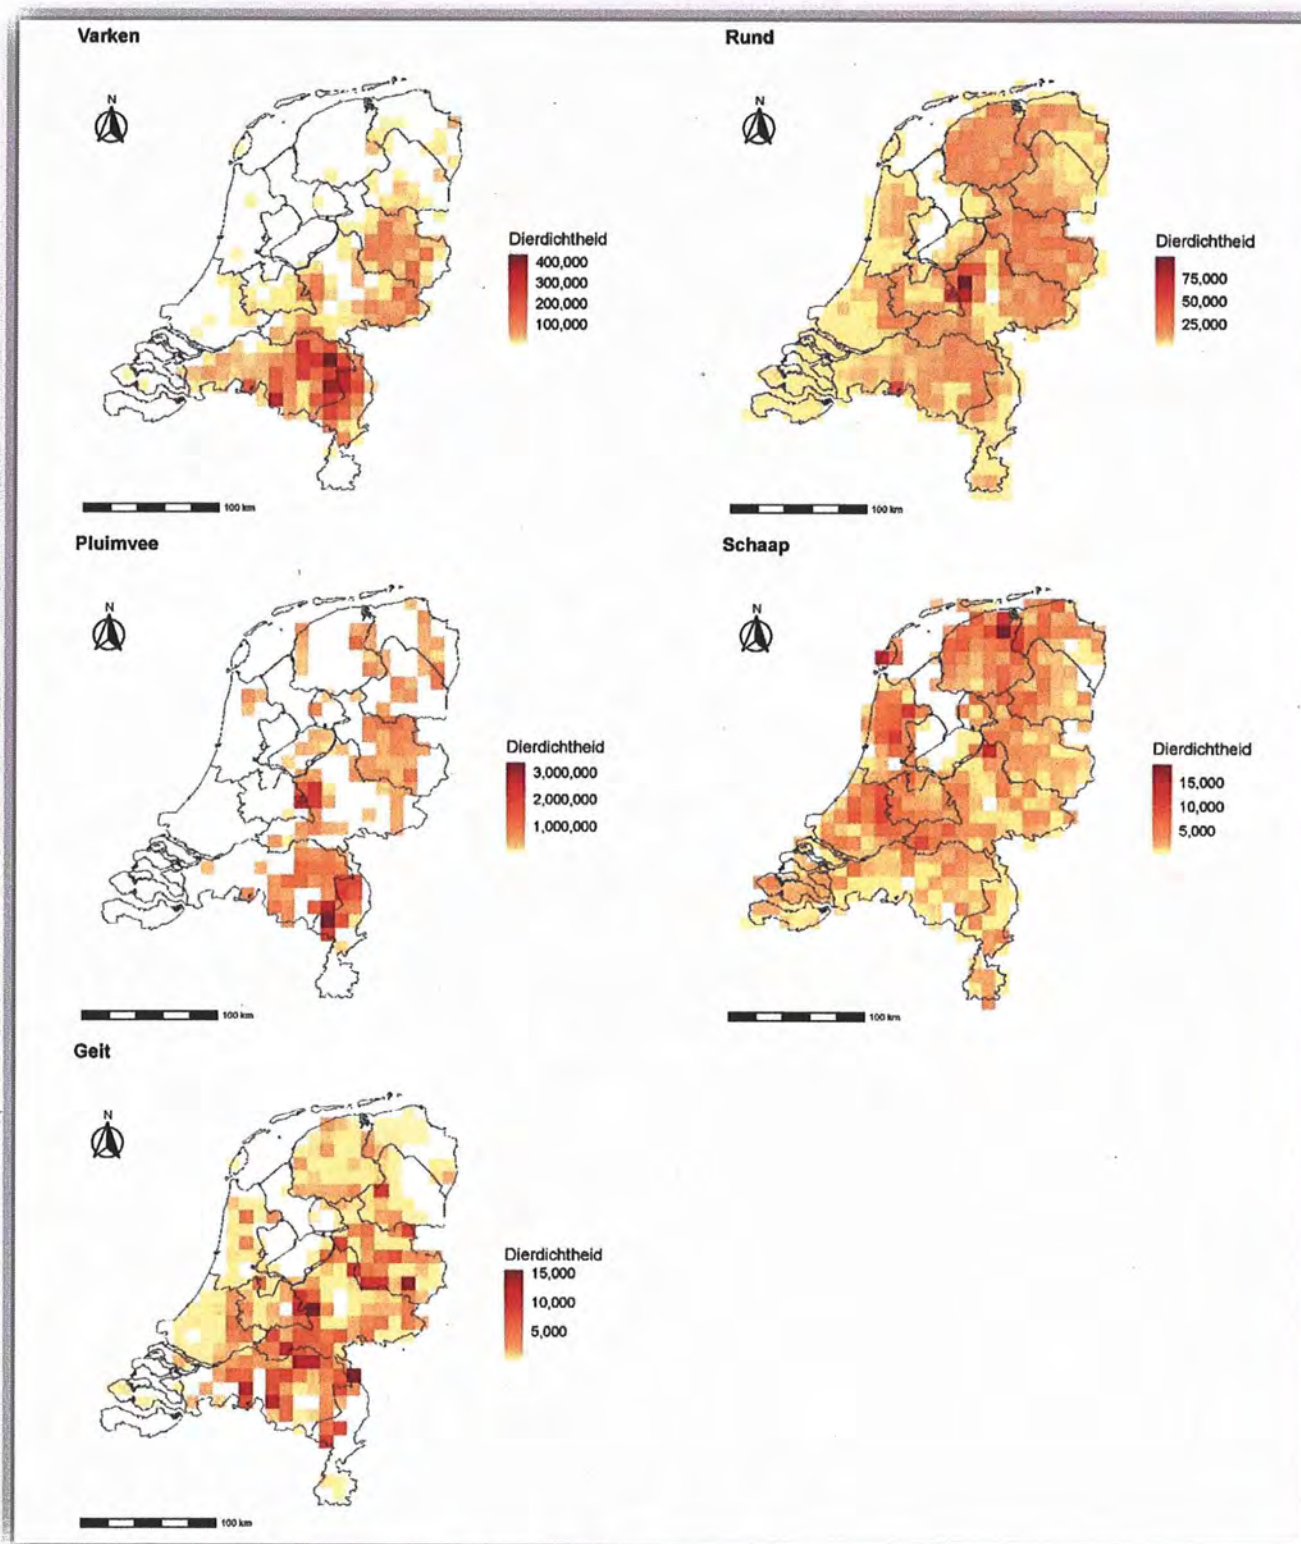 Varken
Rund
N
N
Dierdichtheid
400,000
300,000
200,000
100,000
Dierdichtheid
75,000
50,000
25,000
100 km
100 km
Pluimvee
Schaap
N
N
Dierdichtheid
3,000,000
2,000,000
1,000,000
Dierdichtheid
15,000
10,000
5,000
100 km
100 km
Geit
N
Dierdichtheid
15,000
10,000
5,000
100 km